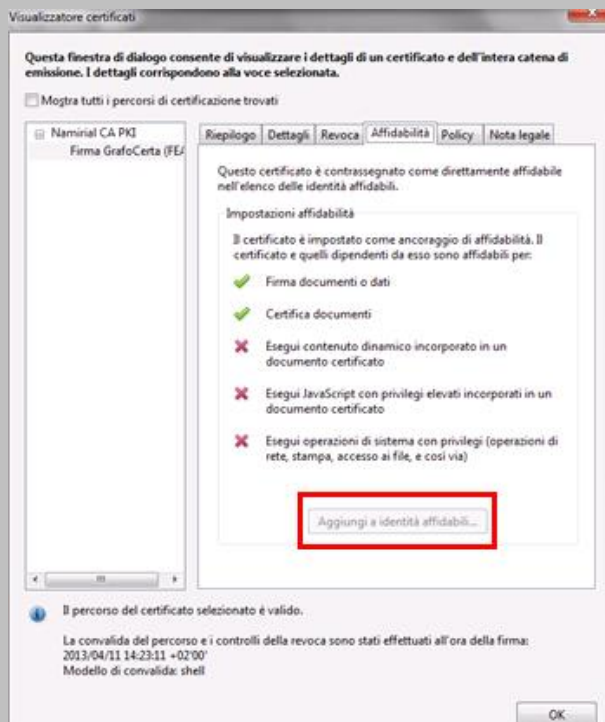 Visualizzatore certificati
Questa finestra di dialogo consente di visualizzare i dettagli di un certificato e dell'intera catena di
emissione. I dettagli corrispondono alla voce selezionata.
Mostra tutti i percorsi di certificazione trovati
Namirial CA PKI
Firma GrafoCerta (FEA
Riepilogo Dettagli Revoca Affidabilità Policy Nota legale
Questo certificato è contrassegnato come direttamente affidabile
nell'elenco delle identità affidabili.
Impostazioni affidabilità
Il certificato è impostato come ancoraggio di affidabilità. Il
certificato e quelli dipendenti da esso sono affidabili per:
Firma documenti o dati
Certifica documenti
Esegui contenuto dinamico incorporato in un
documento certificato
Esegui JavaScript con privilegi elevati incorporati in un
documento certificato
Esegui operazioni di sistema con privilegi (operazioni di
rete, stampa, accesso ai file, e così via)
Aggiungi a identità affidabili...
Il percorso del certificato selezionato è valido.
La convalida del percorso e i controlli della revoca sono stati effettuati all'ora della firma:
2013/04/11 14:23:11 +02'00'
Modello di convalida: shell
OK